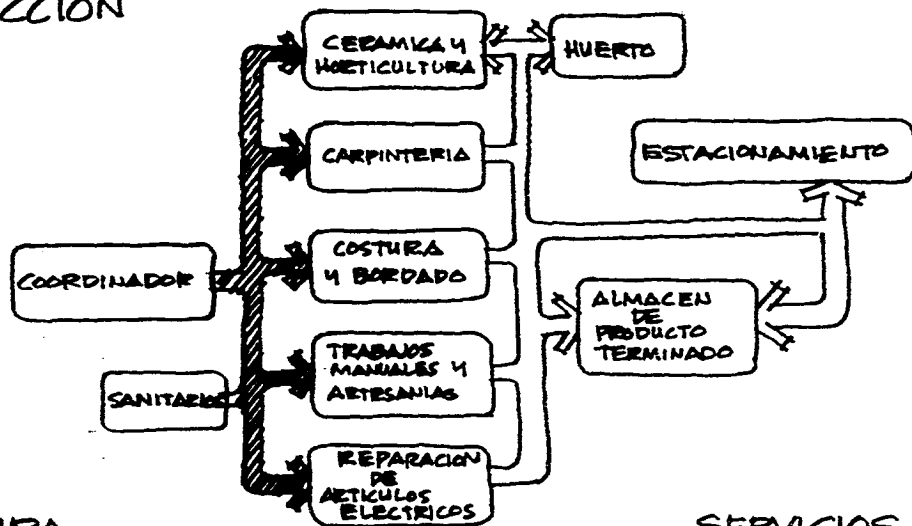 CCION
CERAMICA Y
HORTICULTURA
HUERTO
CARPINTERIA
ESTACIONAMIENTO
COSTURA
Y BORDADO
COORDINADOR
ALMACEN
DE
PRODUCTO
TERMINADO
TRABAJOS
MANUALES Y
ARTESANIAS
SANITARIOS
REPARACION
DE
ARTICULOS
ELECTRICOS
SERVICIOS